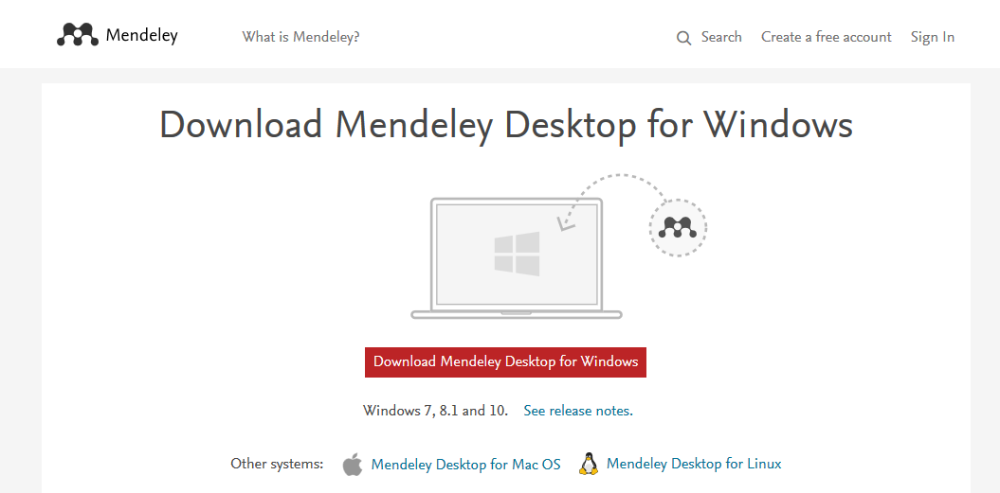 Mendeley What is Mendeley? Search Create a free account Sign In
Download Mendeley Desktop for Windows
Download Mendeley Desktop for Windows
Windows 7, 8.1 and 10. See release notes.
Other systems: Mendeley Desktop for Mac OS Mendeley Desktop for Linux